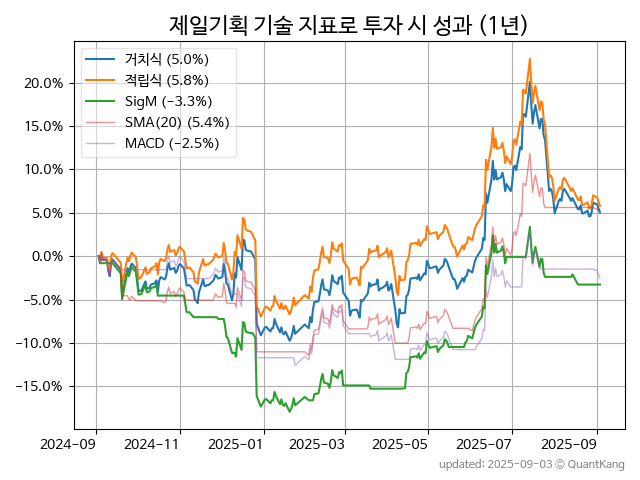 제일기획 기술 지표로 투자 시 성과 (1년)
거치식 (5.0%)
적립식 (5.8%)
SigM (−3.3%)
SMA(20) (5.4%)
MACD (−2.5%)
20.0%
15.0%
10.0%
5.0%
0.0%
−5.0%
−10.0%
−15.0%
2024-09 2024-11 2025-01 2025-03 2025-05 2025-07 2025-09
updated: 2025-09-03 © QuantKang